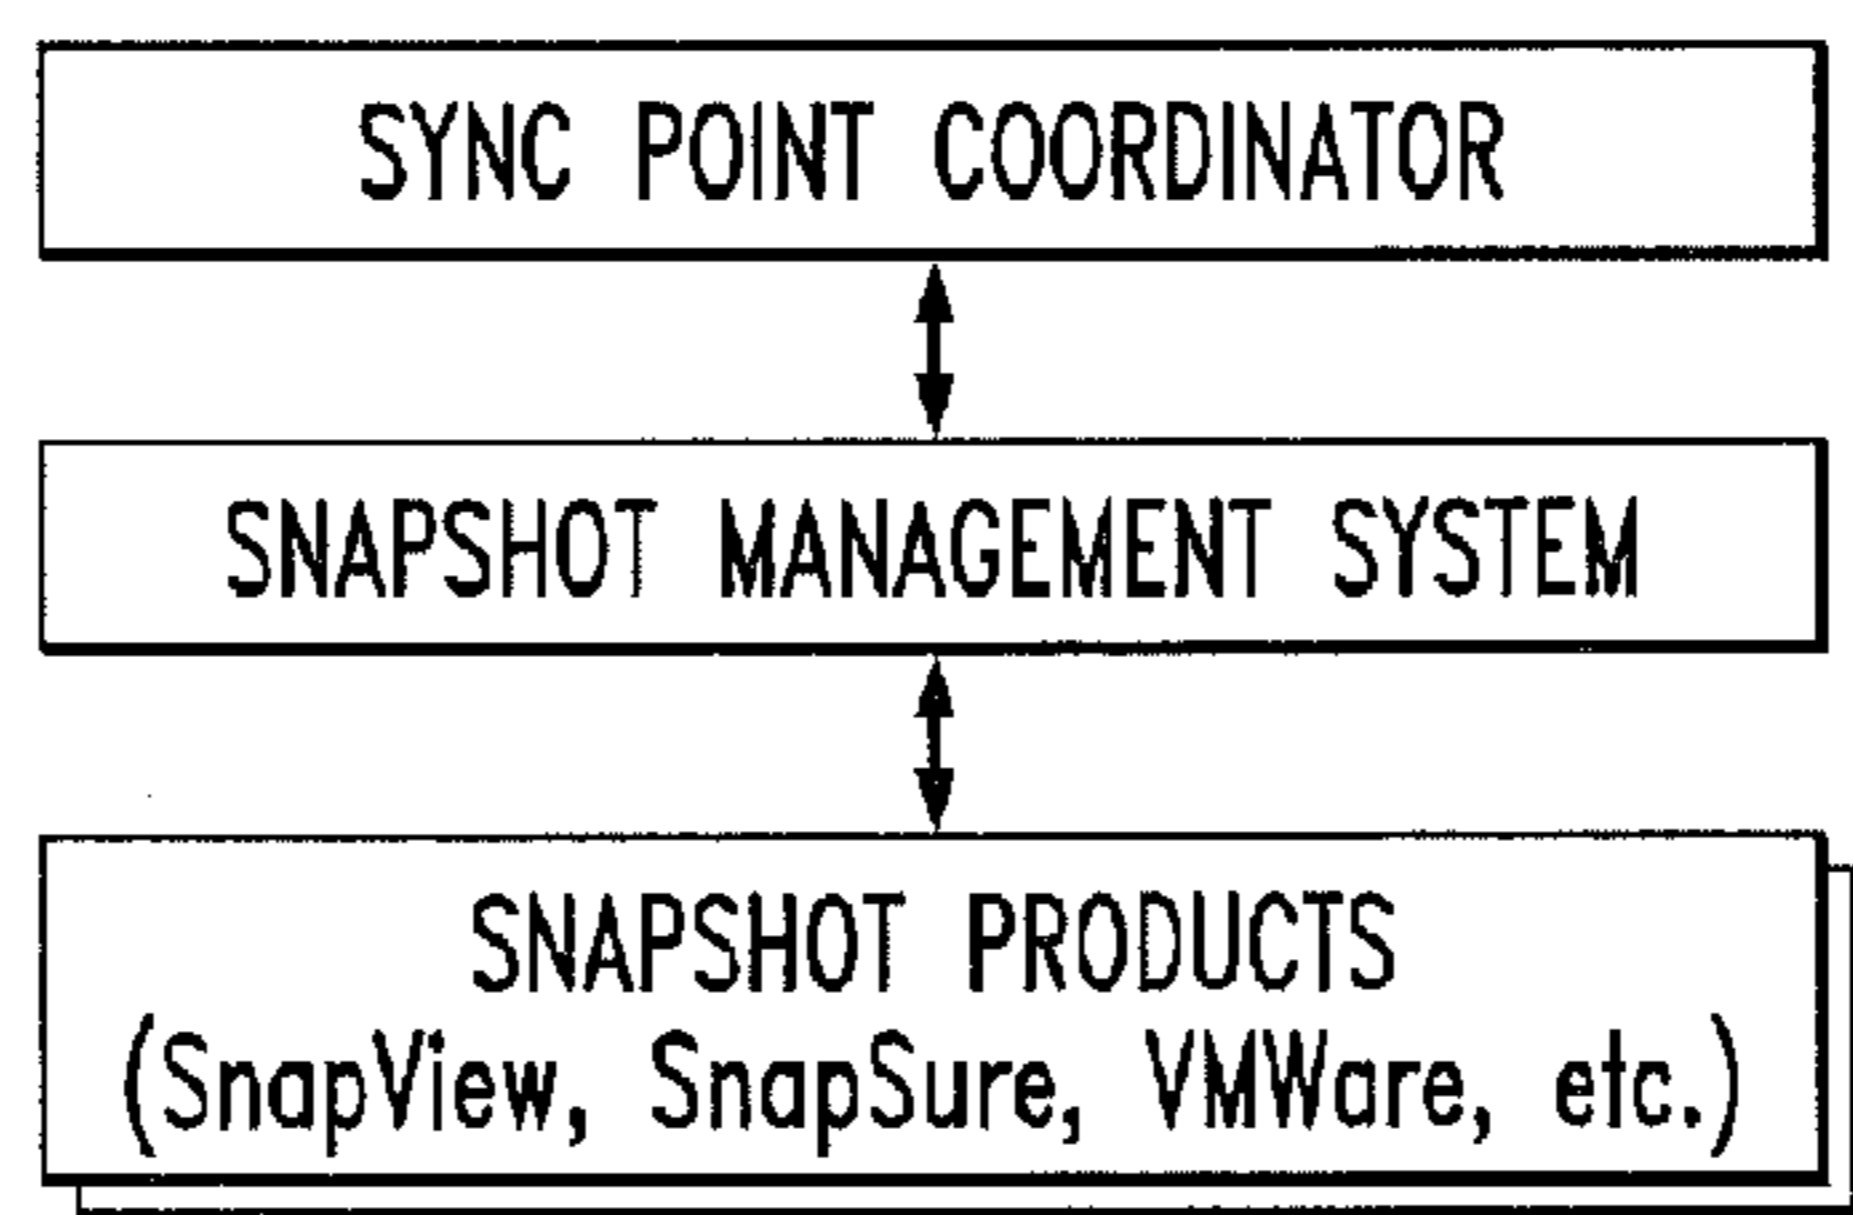 SYNC POINT COORDINATOR
SNAPSHOT MANAGEMENT SYSTEM
SNAPSHOT PRODUCTS
(SnapView, SnapSure, VMWare, etc.)